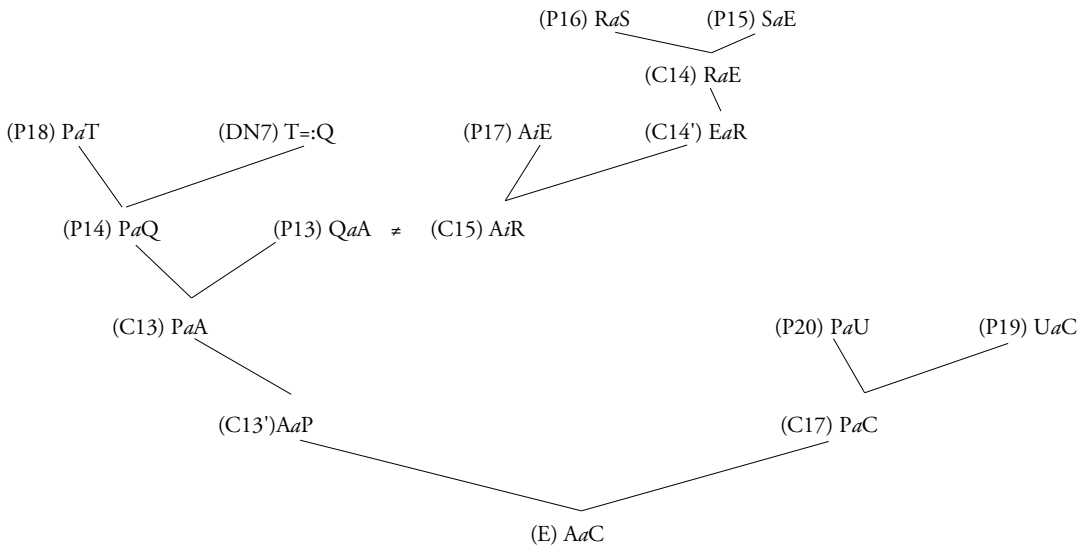 (P16) RaS (P15) SaE
(C14) RaE
(P18) PaT (DN7) T=:Q (P17) AiE (C14') EaR
(P14) PaQ (P13) QaA ≠ (C15) AiR
(C13) PaA (P20) PaU (P19) UaC
(C13')AaP (C17) PaC
(E) AaC